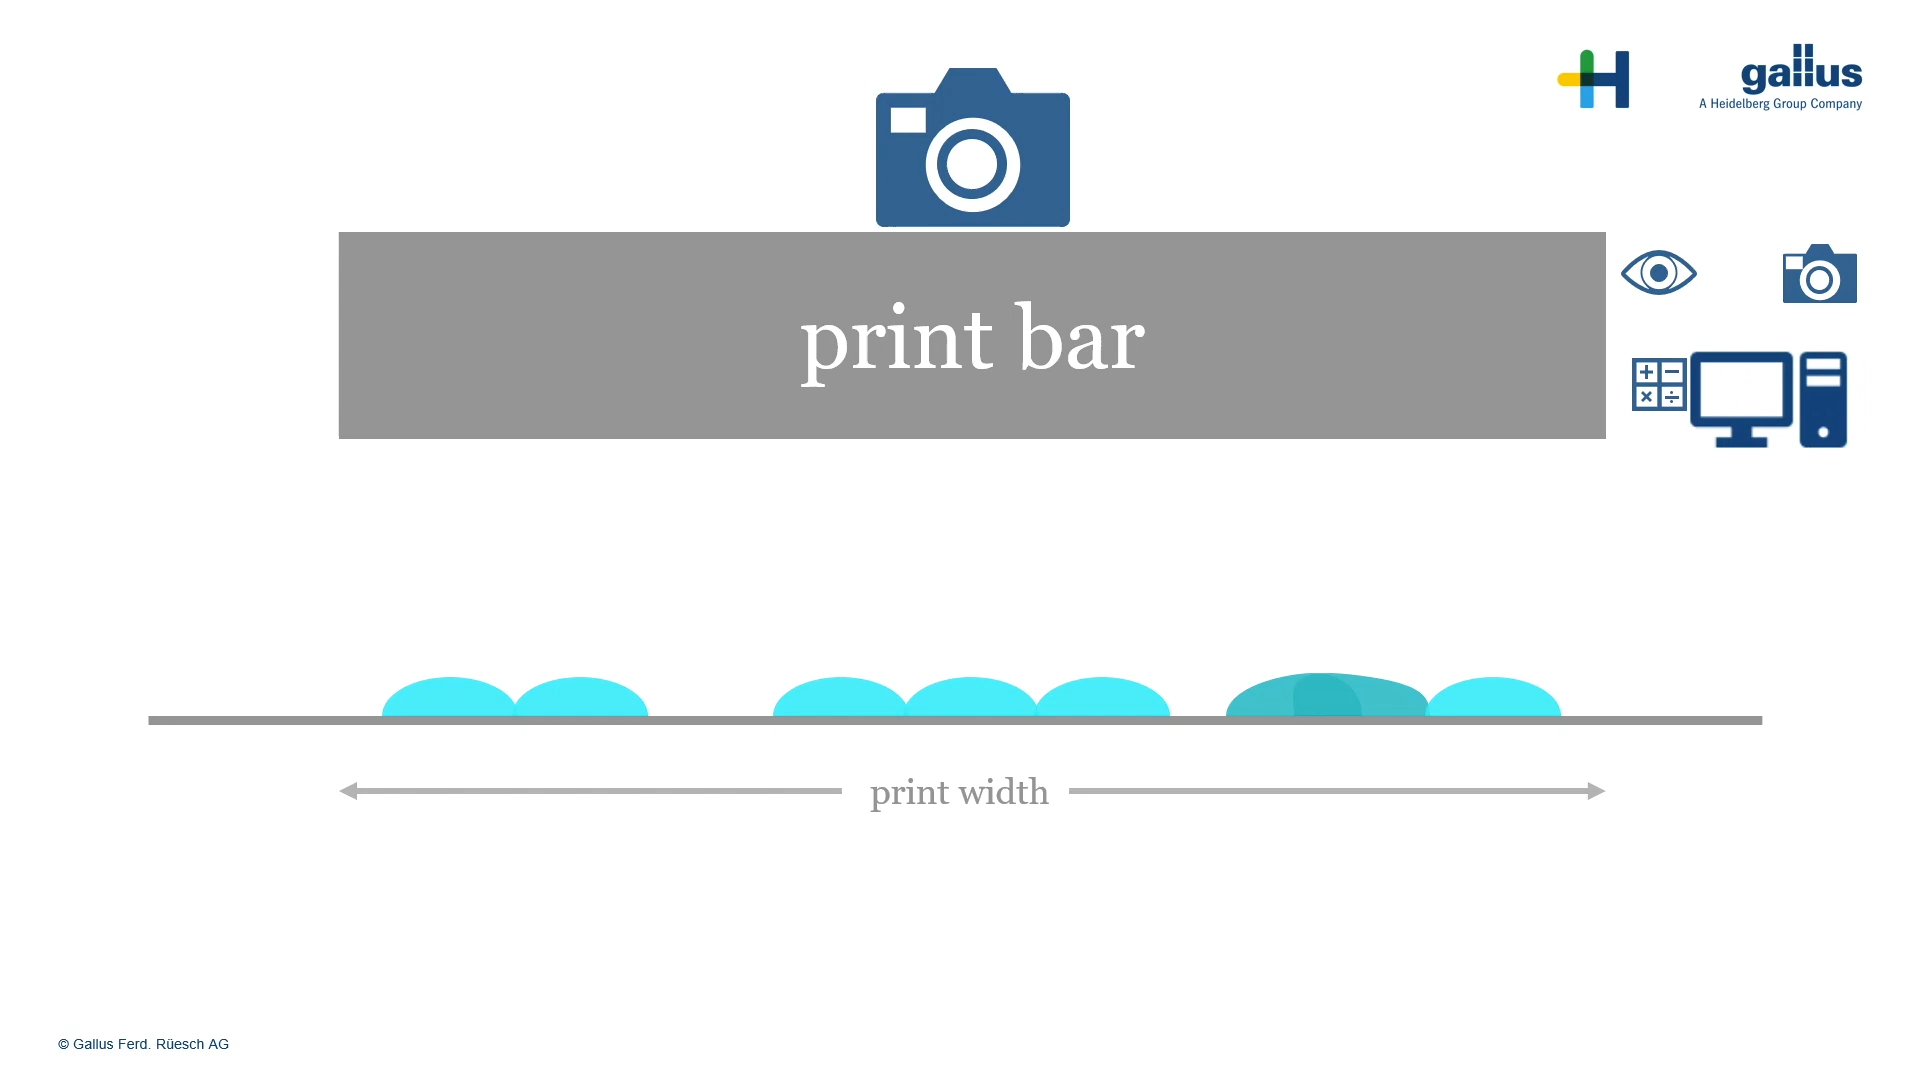 gallus
A Heidelberg Group Company
print bar
print width
© Gallus Ferd. Rüesch AG